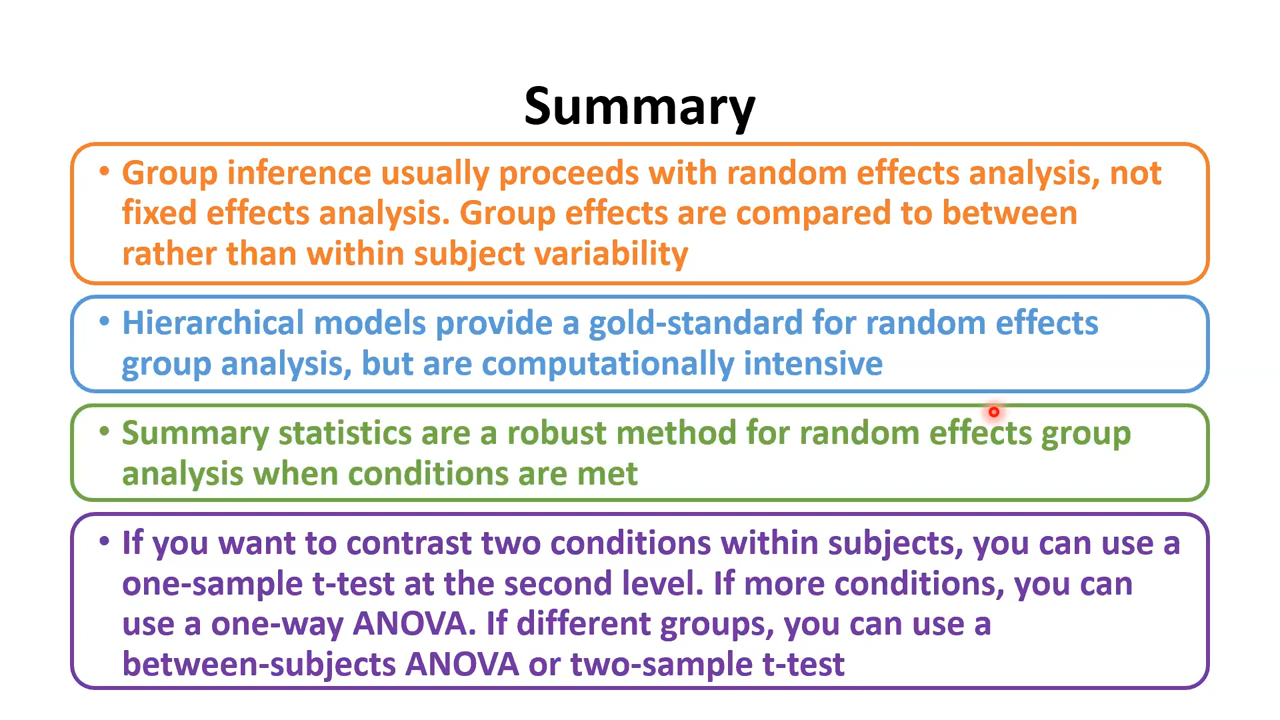 Summary
• Group inference usually proceeds with random effects analysis, not
fixed effects analysis. Group effects are compared to between
rather than within subject variability
• Hierarchical models provide a gold-standard for random effects
group analysis, but are computationally intensive
• Summary statistics are a robust method for random effects group
analysis when conditions are met
• If you want to contrast two conditions within subjects, you can use a
one-sample t-test at the second level. If more conditions, you can
use a one-way ANOVA. If different groups, you can use a
between-subjects ANOVA or two-sample t-test